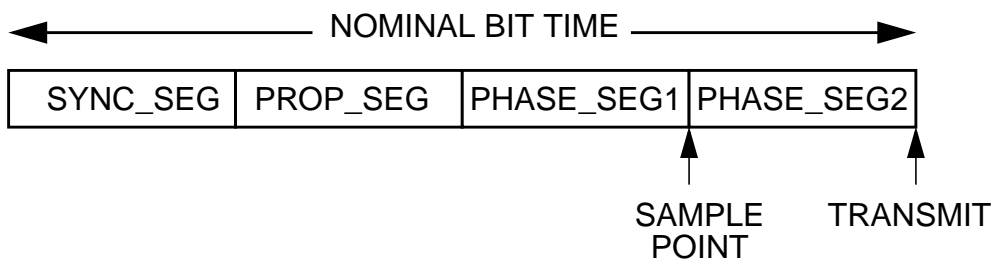 NOMINAL BIT TIME
SYNC_SEG PROP_SEG PHASE_SEG1 PHASE_SEG2
SAMPLE POINT
TRANSMIT